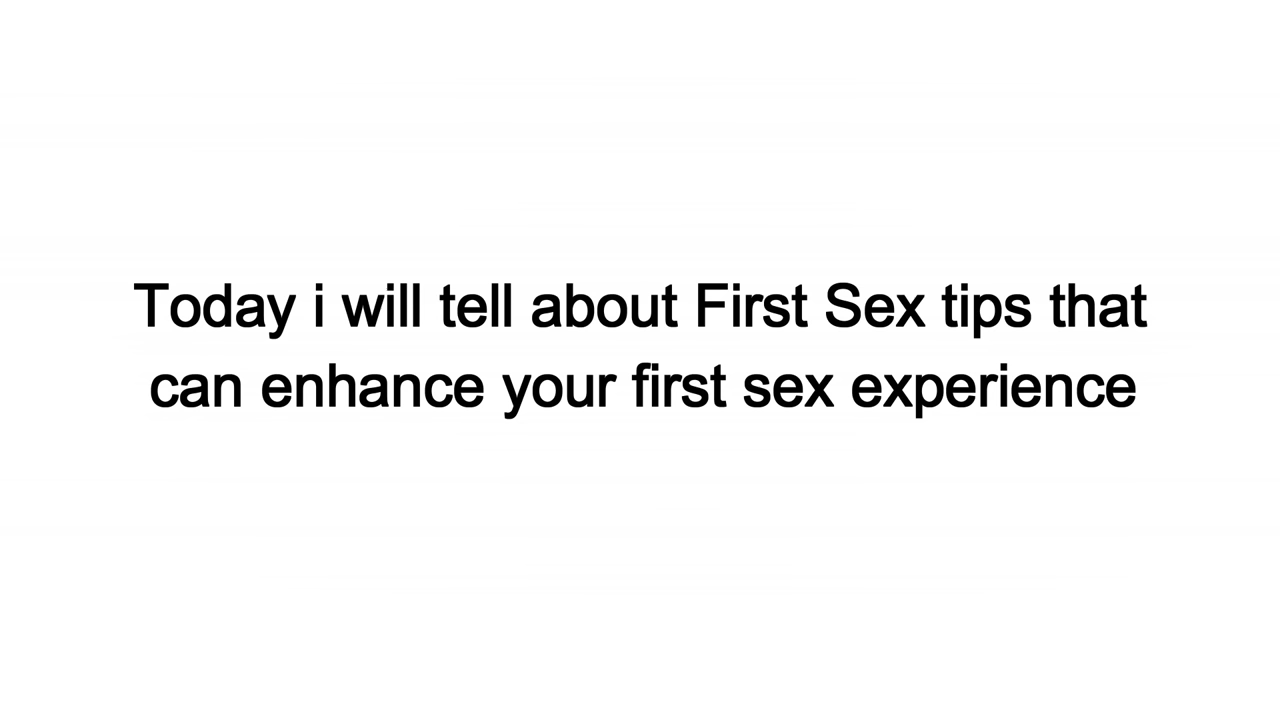 Today i will tell about First Sex tips that
can enhance your first sex experience